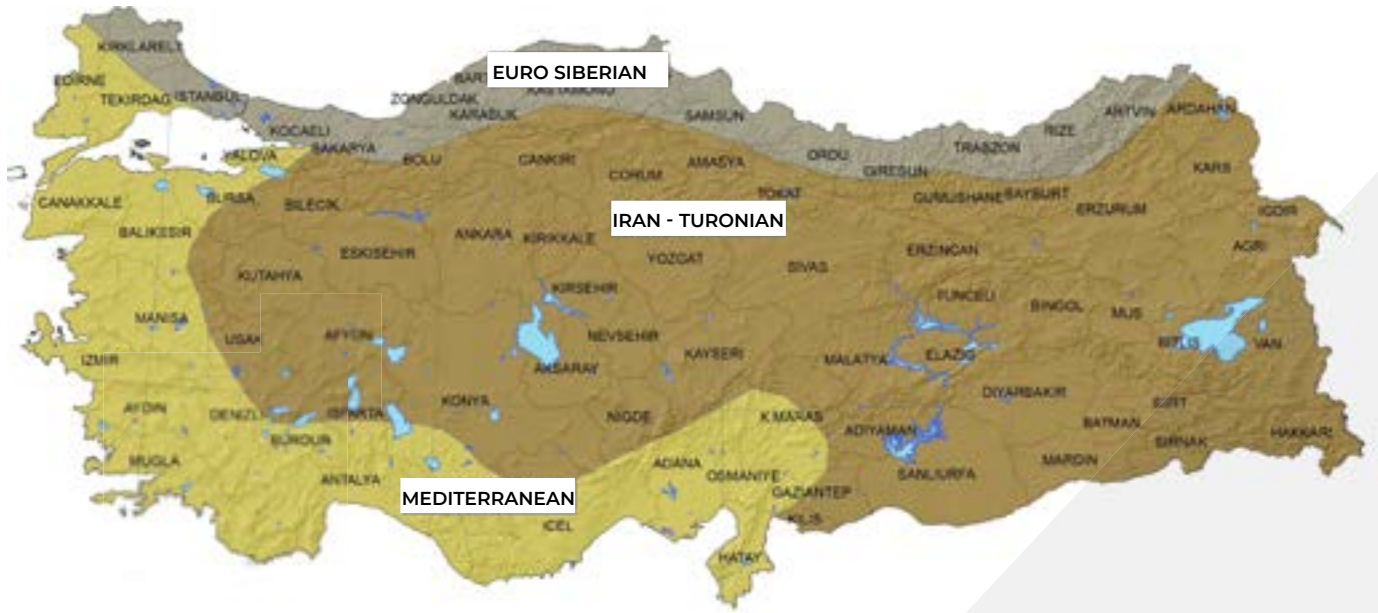 KIRKLARELI
EURO SIBERIAN
EDIRNE
TEKIRDAG
ISTANBUL
ZONGULDAK
KASTAMONU
KARABUK
SAMSUN
ARTVIN
ARDAHAN
KOCAELI
RIZE
YALOVA
SAKARYA
BOLU
CANKIRI
AMASYA
ORDU
TRABZON
GIRESUN
KARS
CORUM
TOKAT
CANAKKALE
BURSA
BILECIK
GUMUSHANE
BAYBURT
ERZURUM
IGDIR
IRAN - TURONIAN
BALIKESIR
ANKARA
KIRIKKALE
ESKISEHIR
YOZGAT
SIVAS
ERZINCAN
AGRI
KUTAHYA
KIRSEHIR
TUNCELI
BINGOL
MUS
MANISA
USAK
AFYON
NEVSEHIR
BITLIS
VAN
IZMIR
AKSARAY
KAYSERI
MALATYA
ELAZIG
AYDIN
DENIZLI
ISPARTA
KONYA
NIGDE
K.MARAS
DIYARBAKIR
SIIRT
BURDUR
ADIYAMAN
BATMAN
SIRNAK
HAKKARI
MUGLA
ANTALYA
ADANA
OSMANIYE
SANLIURFA
MARDIN
MEDITERRANEAN
GAZIANTEP
ICEL
KILIS
HATAY